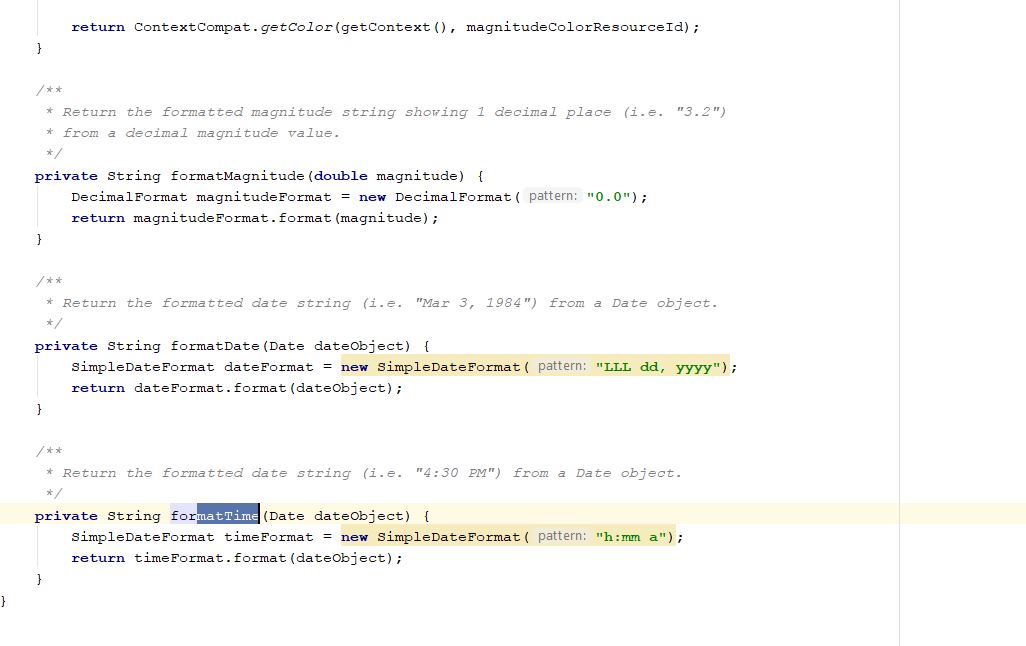 return ContextCompat.getColor(getContext(), magnitudeColorResourceId);
}
/**
* Return the formatted magnitude string showing 1 decimal place (i.e. "3.2")
* from a decimal magnitude value.
*/
private String formatMagnitude(double magnitude) {
DecimalFormat magnitudeFormat = new DecimalFormat( pattern: "0.0");
return magnitudeFormat.format(magnitude);
}
/**
* Return the formatted date string (i.e. "Mar 3, 1984") from a Date object.
*/
private String formatDate(Date dateObject) {
SimpleDateFormat dateFormat = new SimpleDateFormat( pattern: "LLL dd, yyyy");
return dateFormat.format(dateObject);
}
/**
* Return the formatted date string (i.e. "4:30 PM") from a Date object.
*/
private String formatTime(Date dateObject) {
SimpleDateFormat timeFormat = new SimpleDateFormat( pattern: "h:mm a");
return timeFormat.format(dateObject);
}
}